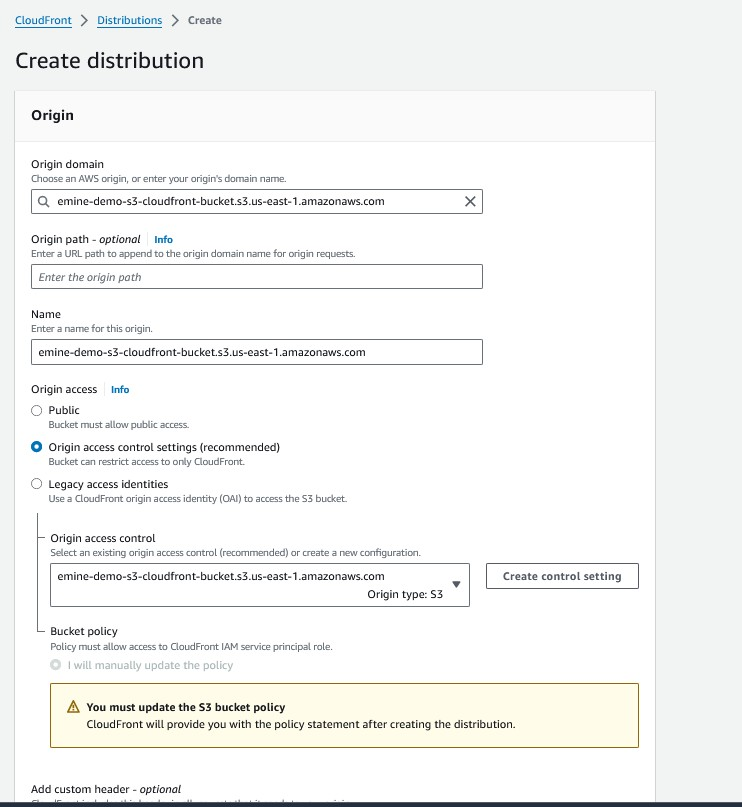 CloudFront > Distributions > Create
Create distribution
Origin
Origin domain
Choose an AWS origin, or enter your origin's domain name.
emine-demo-s3-cloudfront-bucket.s3.us-east-1.amazonaws.com
Origin path - optional Info
Enter a URL path to append to the origin domain name for origin requests.
Enter the origin path
Name
Enter a name for this origin.
emine-demo-s3-cloudfront-bucket.s3.us-east-1.amazonaws.com
Origin access Info
Public
Bucket must allow public access.
Origin access control settings (recommended)
Bucket can restrict access to only CloudFront.
Legacy access identities
Use a CloudFront origin access identity (OAI) to access the S3 bucket.
Origin access control
Select an existing origin access control (recommended) or create a new configuration.
emine-demo-s3-cloudfront-bucket.s3.us-east-1.amazonaws.com
Origin type: S3
Create control setting
Bucket policy
Policy must allow access to CloudFront IAM service principal role.
I will manually update the policy
You must update the S3 bucket policy
CloudFront will provide you with the policy statement after creating the distribution.
Add custom header - optional